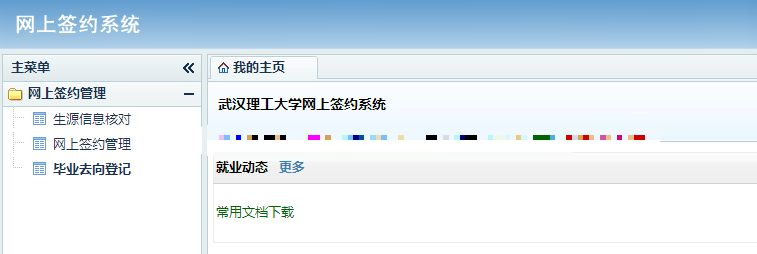 网上签约系统
主菜单
我的主页
网上签约管理
生源信息核对
网上签约管理
毕业去向登记
武汉理工大学网上签约系统
就业动态 更多
常用文档下载